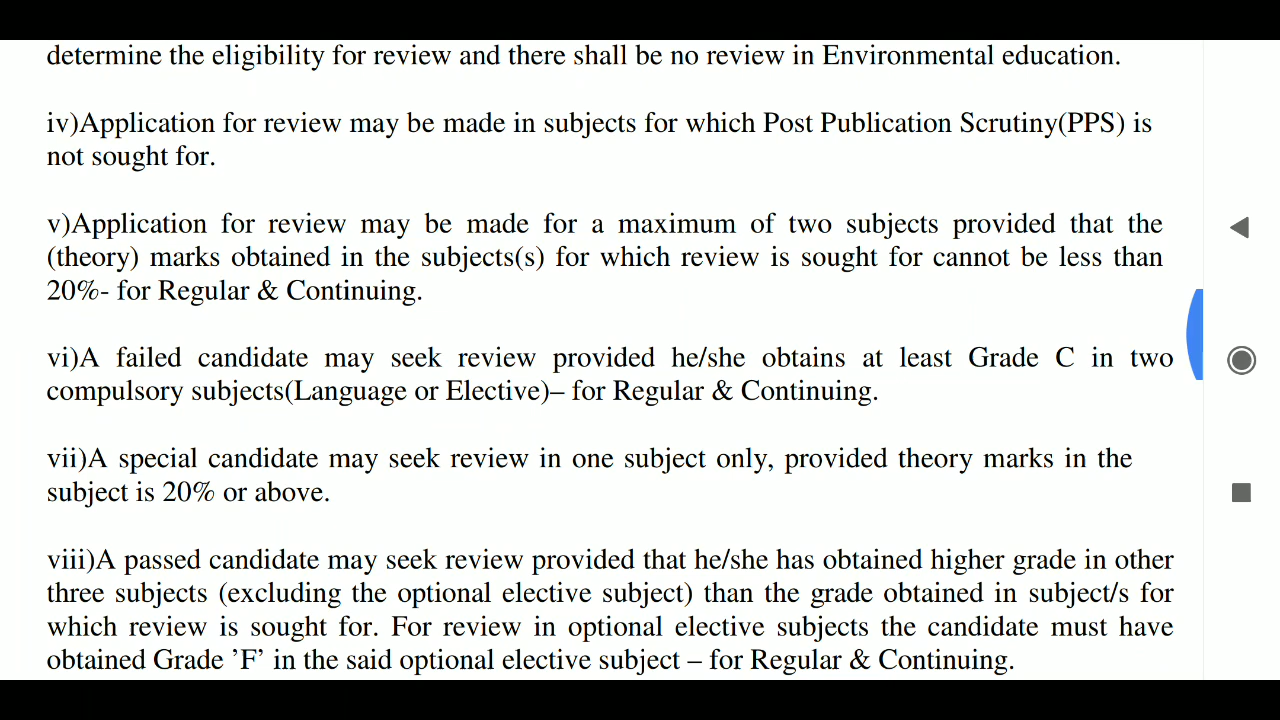 determine the eligibility for review and there shall be no review in Environmental education.
iv)Application for review may be made in subjects for which Post Publication Scrutiny(PPS) is
not sought for.
v)Application for review may be made for a maximum of two subjects provided that the
(theory) marks obtained in the subjects(s) for which review is sought for cannot be less than
20%- for Regular & Continuing.
vi)A failed candidate may seek review provided he/she obtains at least Grade C in two
compulsory subjects(Language or Elective)– for Regular & Continuing.
vii)A special candidate may seek review in one subject only, provided theory marks in the
subject is 20% or above.
viii)A passed candidate may seek review provided that he/she has obtained higher grade in other
three subjects (excluding the optional elective subject) than the grade obtained in subject/s for
which review is sought for. For review in optional elective subjects the candidate must have
obtained Grade ’F’ in the said optional elective subject – for Regular & Continuing.